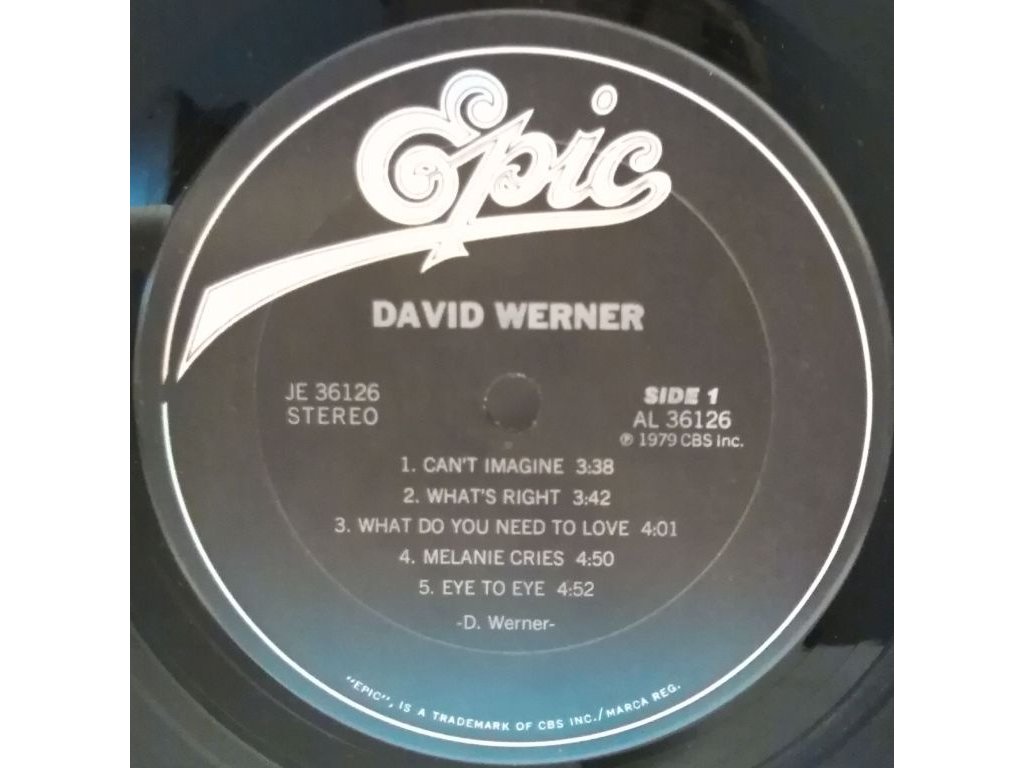 Epic
DAVID WERNER
JE 36126
STEREO
SIDE 1
AL 36126
℗ 1979 CBS Inc.
1. CAN'T IMAGINE 3:38
2. WHAT'S RIGHT 3:42
3. WHAT DO YOU NEED TO LOVE 4:01
4. MELANIE CRIES 4:50
5. EYE TO EYE 4:52
-D. Werner-
"EPIC", IS A TRADEMARK OF CBS INC./MARCA REG.